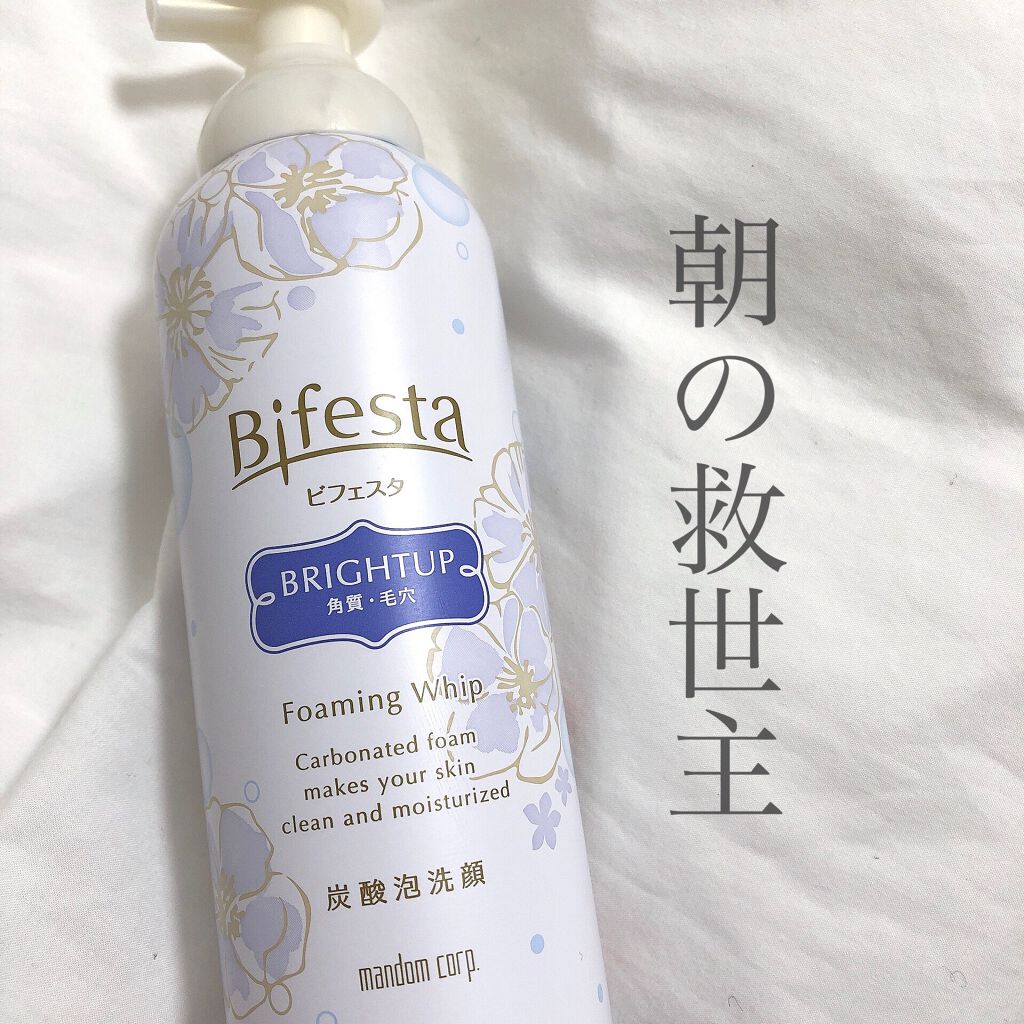 Bifesta
ビフェスタ
BRIGHTUP
角質・毛穴
Foaming Whip
Carbonated foam
makes your skin
clean and moisturized
炭酸泡洗顔
mandom corp.
朝の救世主